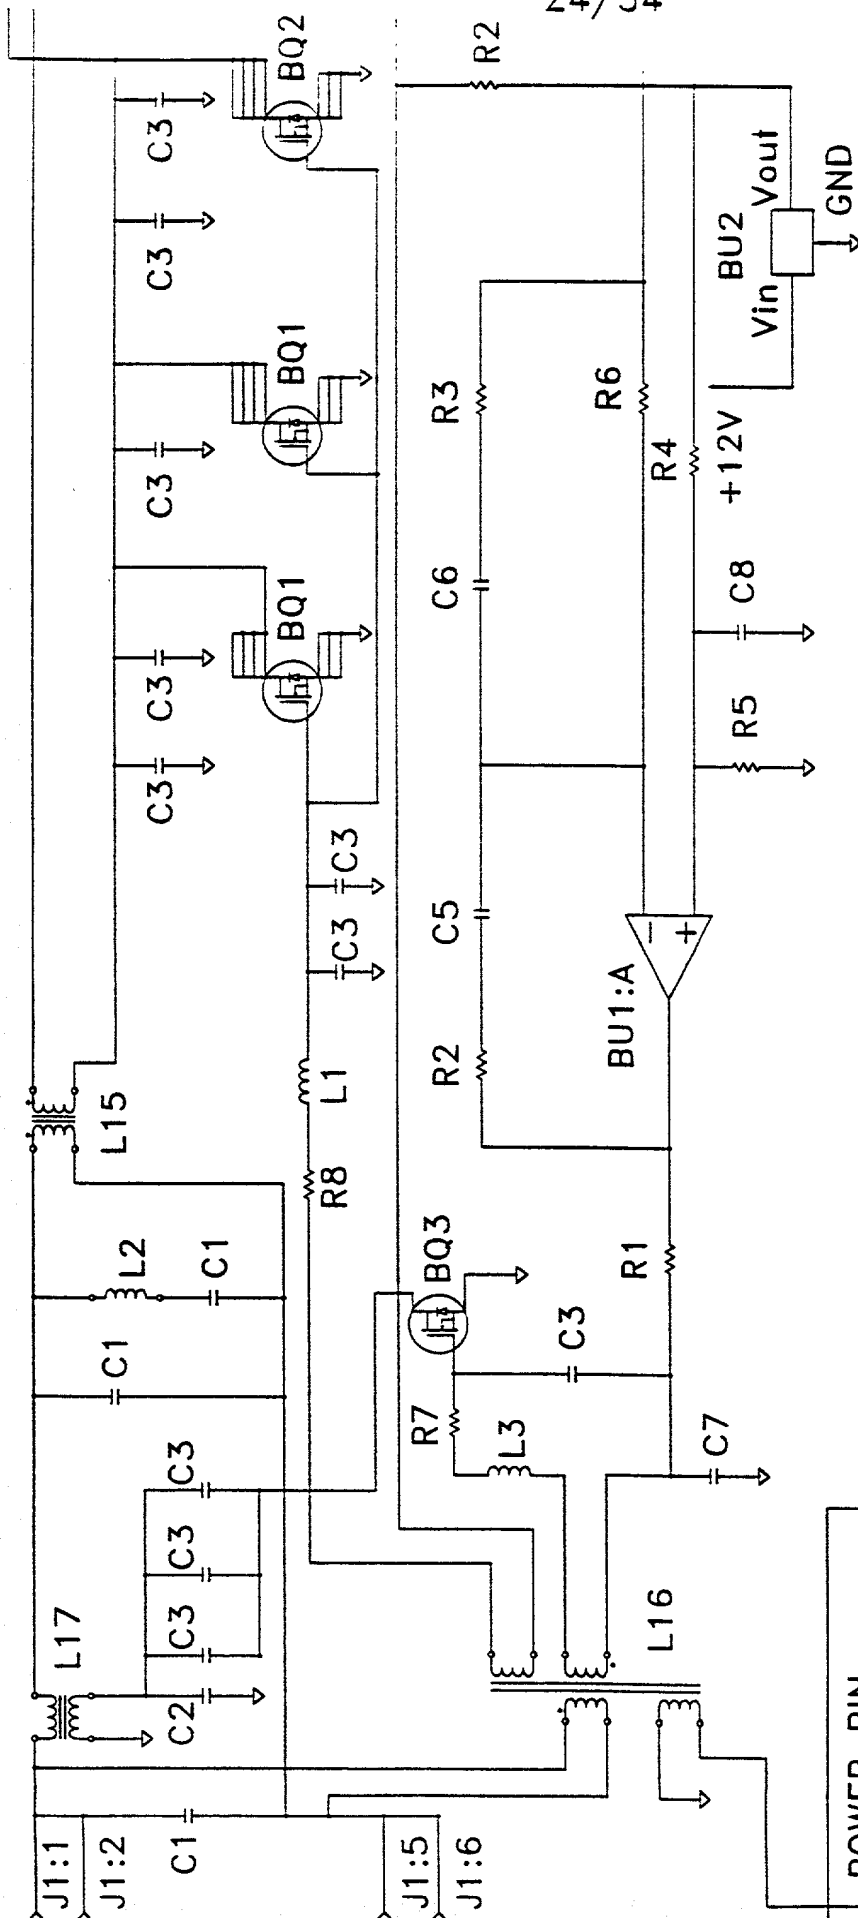 24/34
J1:1
J1:2
L17
C1
L2
C1
L15
C3
C3
C3
C3
C3
C1
C2
C3
C3
C3
R8
L1
C3
C3
BQ1
BQ1
BQ2
J1:5
J1:6
BQ3
R7
R2
C5
C6
R3
R2
L3
C3
L16
R1
BU1:A
-
+
R6
R4
C7
R5
C8
+12V
Vin
BU2
Vout
GND
POWER PIN